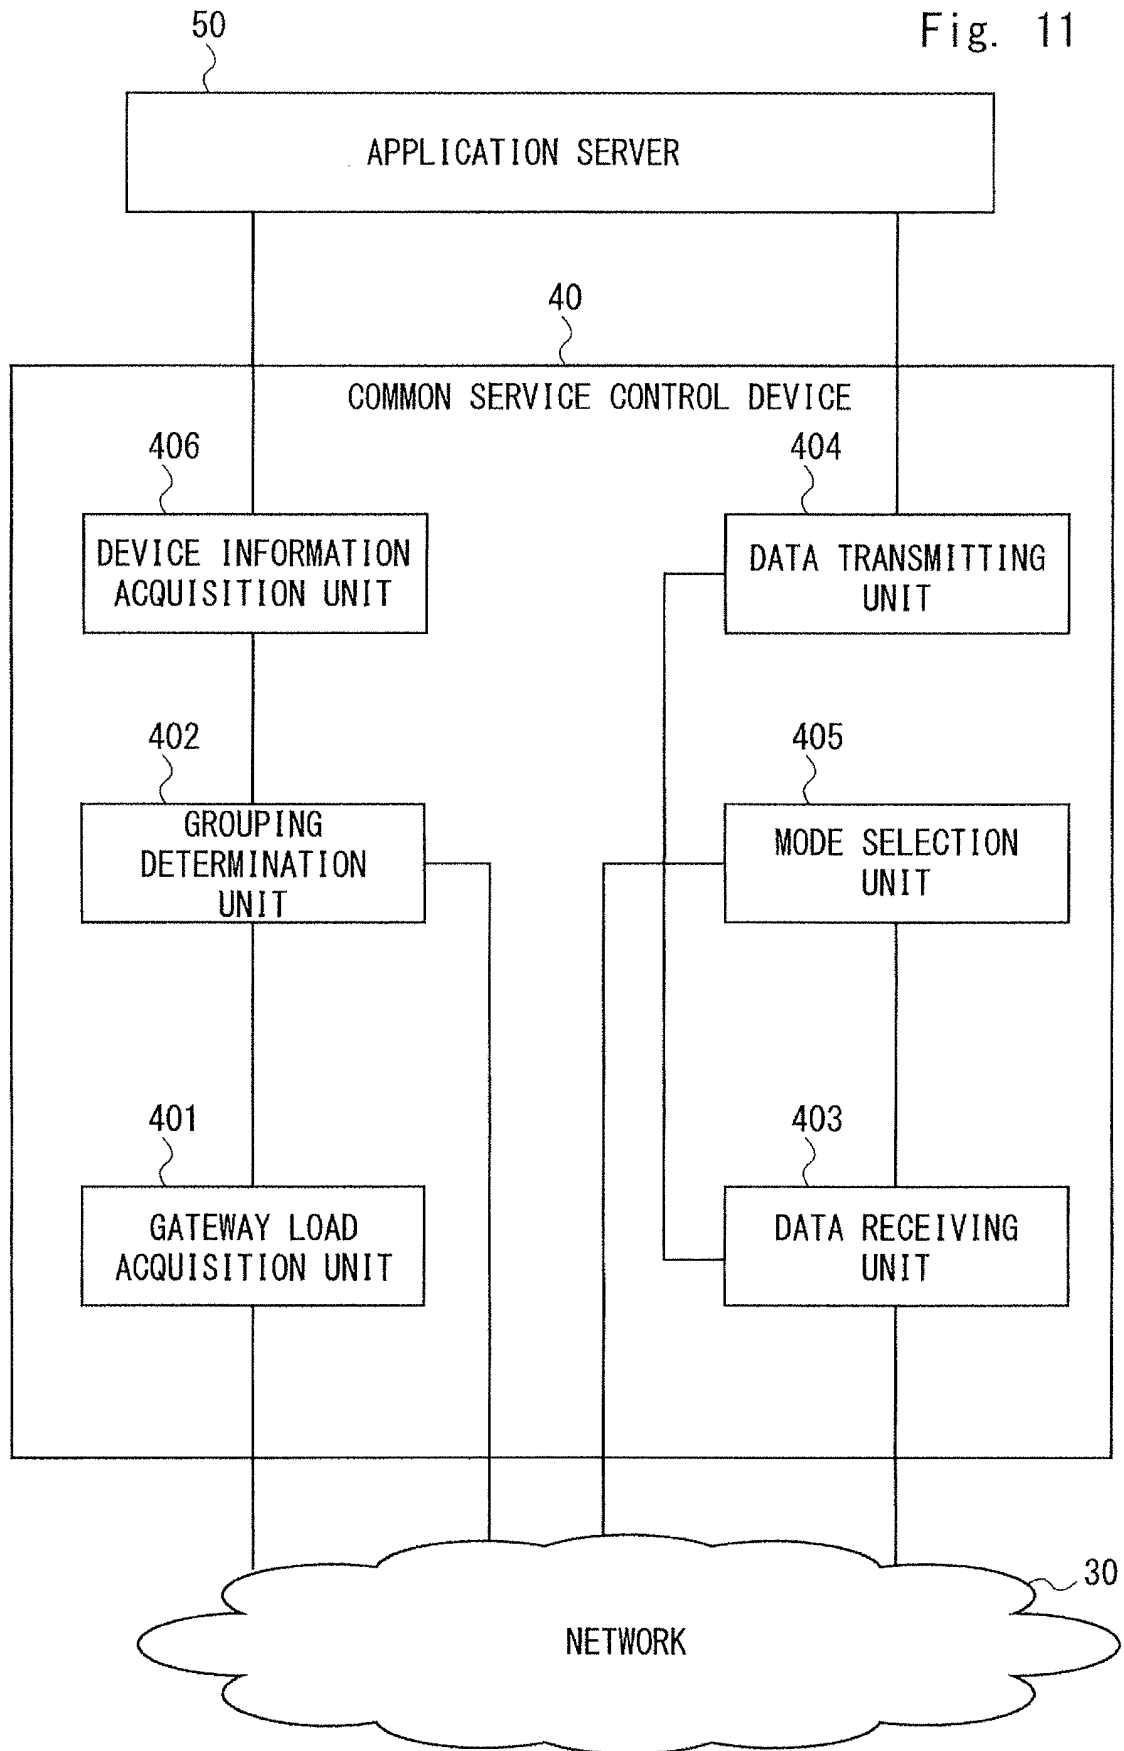 Fig. 11
50
APPLICATION SERVER
40
COMMON SERVICE CONTROL DEVICE
406
DEVICE INFORMATION
ACQUISITION UNIT
404
DATA TRANSMITTING
UNIT
402
GROUPING
DETERMINATION
UNIT
405
MODE SELECTION
UNIT
401
GATEWAY LOAD
ACQUISITION UNIT
403
DATA RECEIVING
UNIT
30
NETWORK